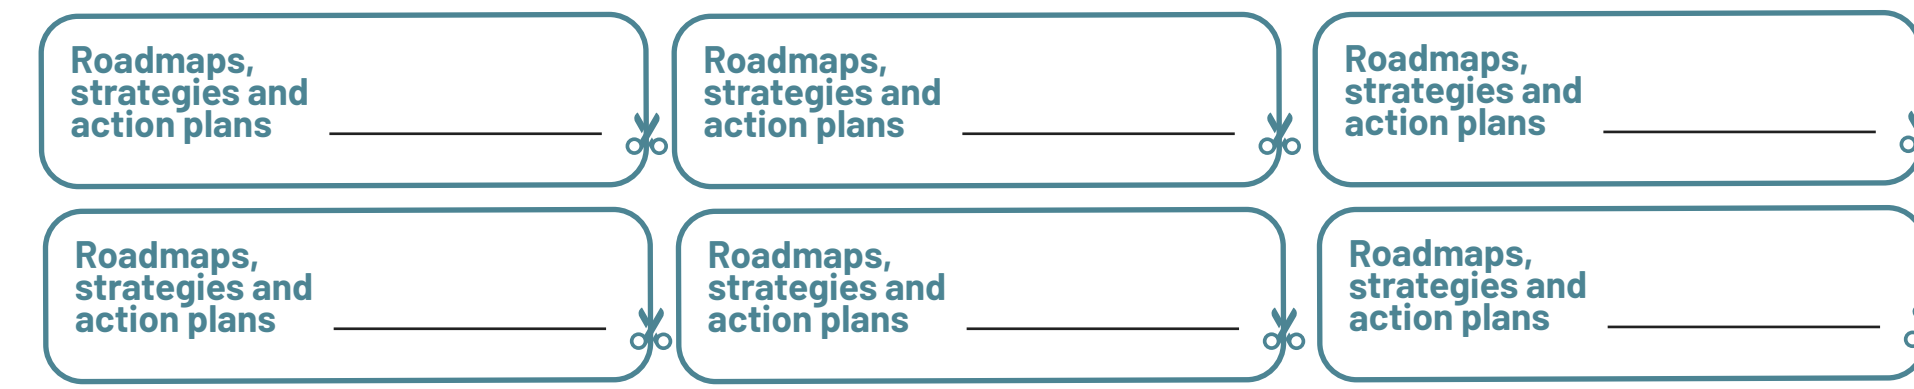 Roadmaps,
strategies and
action plans
Roadmaps,
strategies and
action plans
Roadmaps,
strategies and
action plans
Roadmaps,
strategies and
action plans
Roadmaps,
strategies and
action plans
Roadmaps,
strategies and
action plans